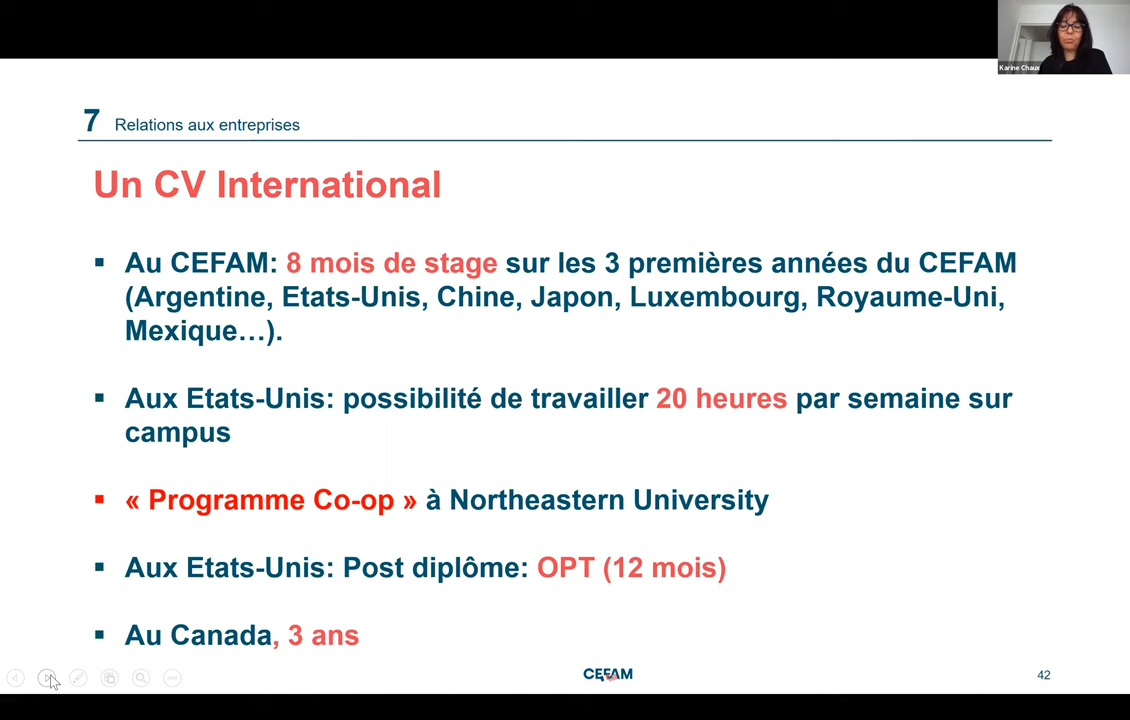 Karine Chaux
7 Relations aux entreprises
Un CV International
▪ Au CEFAM: 8 mois de stage sur les 3 premières années du CEFAM
(Argentine, Etats-Unis, Chine, Japon, Luxembourg, Royaume-Uni,
Mexique…).
▪ Aux Etats-Unis: possibilité de travailler 20 heures par semaine sur
campus
▪ « Programme Co-op » à Northeastern University
▪ Aux Etats-Unis: Post diplôme: OPT (12 mois)
▪ Au Canada, 3 ans
CEFAM
42